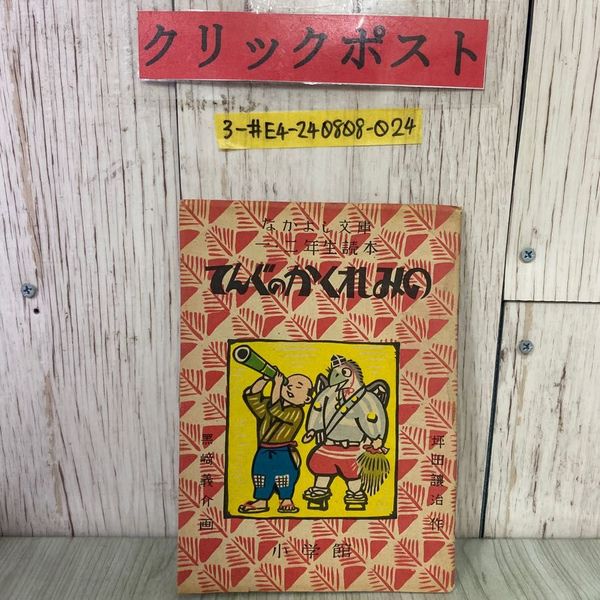 クリックポスト
3-#E4-240808-024
なかよし文庫
一・二年生読本
てんぐのかくれみの
坪田譲治作
黒崎義介画
小学館